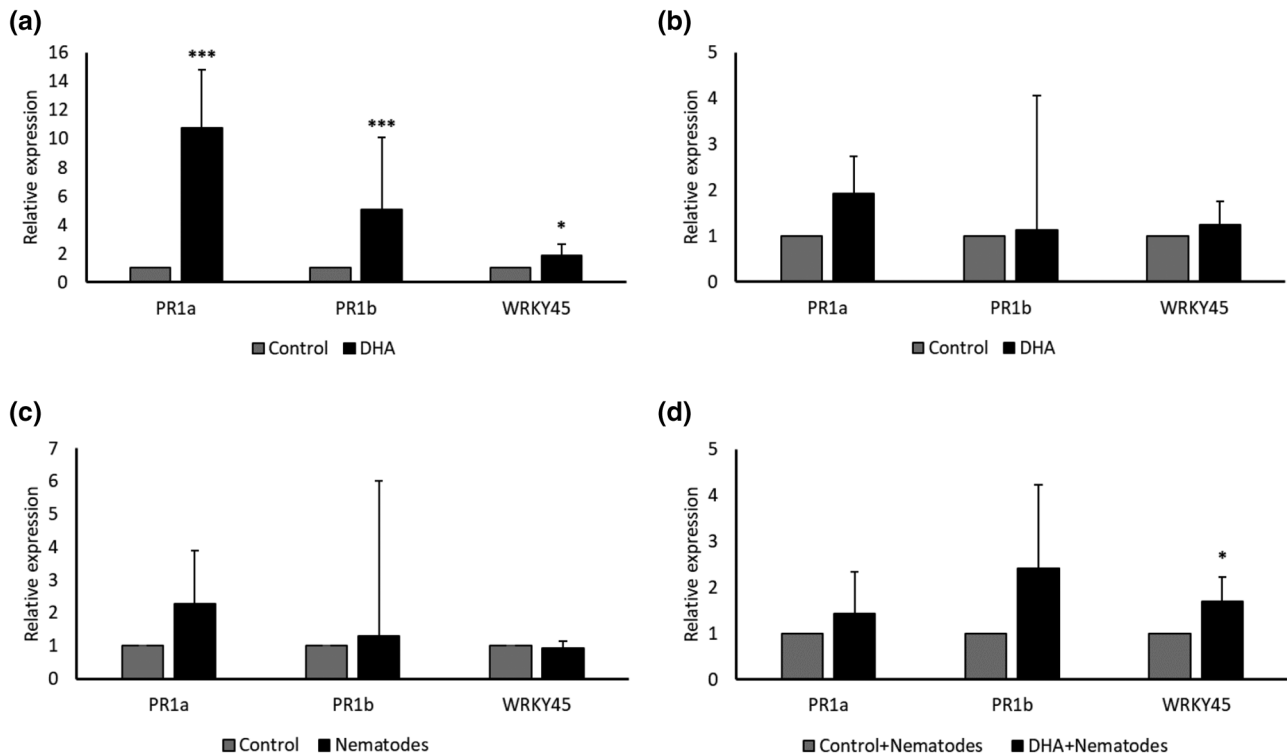 (a)
16
14
12
10
8
6
4
2
0
Relative expression
***
***
*
PR1a PR1b WRKY45
Control DHA
(b)
5
4
3
2
1
0
Relative expression
PR1a PR1b WRKY45
Control DHA
(c)
7
6
5
4
3
2
1
0
Relative expression
PR1a PR1b WRKY45
Control Nematodes
(d)
5
4
3
2
1
0
Relative expression
*
PR1a PR1b WRKY45
Control+Nematodes DHA+Nematodes